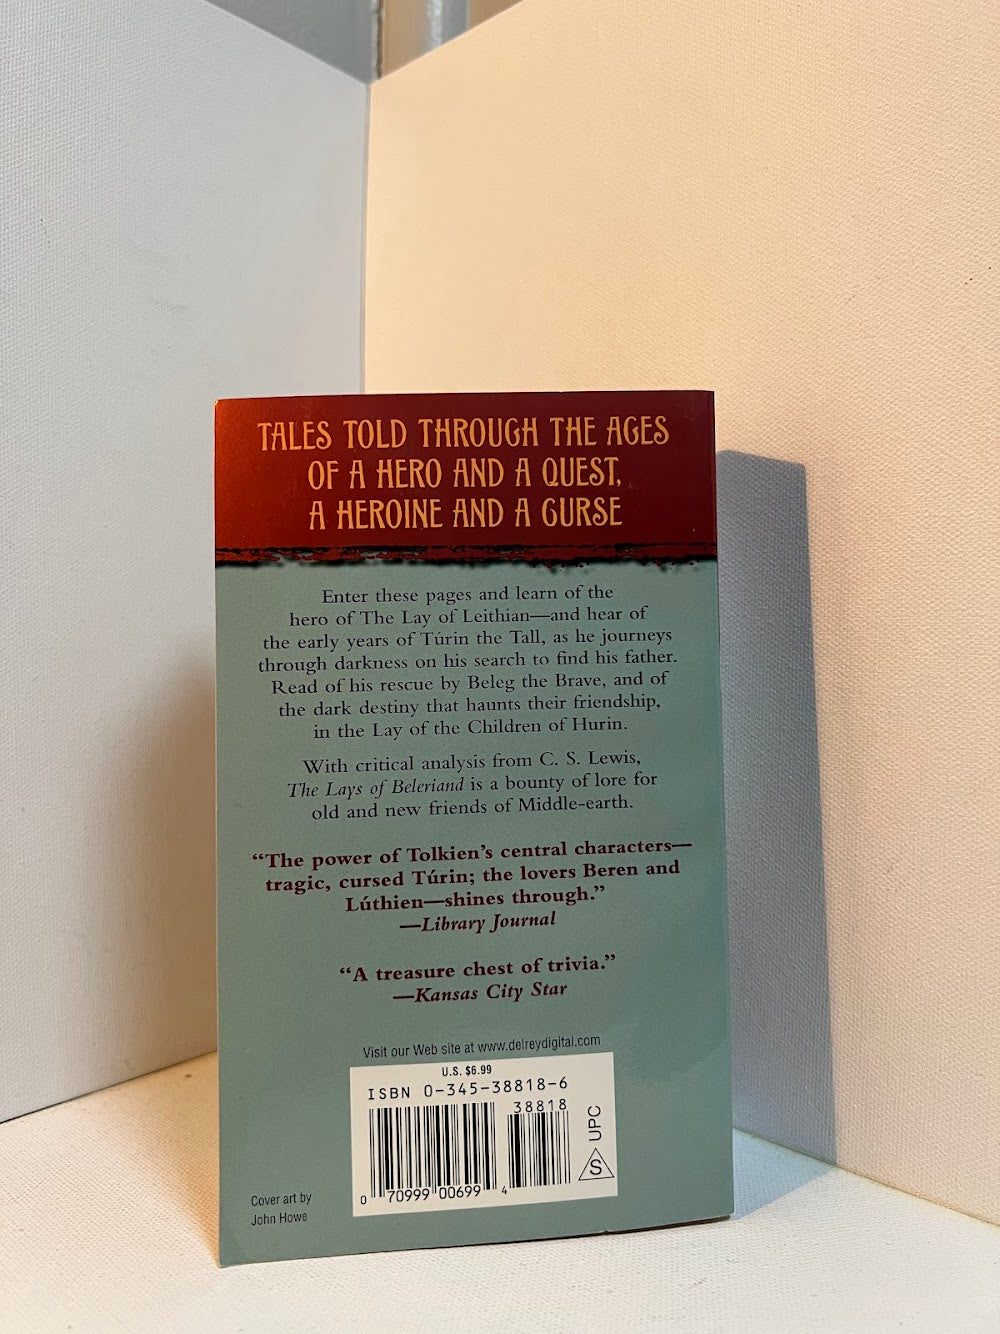 TALES TOLD THROUGH THE AGES
OF A HERO AND A QUEST,
A HEROINE AND A CURSE
Enter these pages and learn of the
hero of The Lay of Leithian—and hear of
the early years of Túrin the Tall, as he journeys
through darkness on his search to find his father.
Read of his rescue by Beleg the Brave, and of
the dark destiny that haunts their friendship,
in the Lay of the Children of Hurin.
With critical analysis from C. S. Lewis,
The Lays of Beleriand is a bounty of lore for
old and new friends of Middle-earth.
“The power of Tolkien’s central characters—
tragic, cursed Túrin; the lovers Beren and
Lúthien—shines through.”
—Library Journal
“A treasure chest of trivia.”
—Kansas City Star
Visit our Web site at www.delreydigital.com
U.S. $6.99
ISBN 0-345-38818-6
38818
0 70999 00699 4
S UPC
Cover art by
John Howe